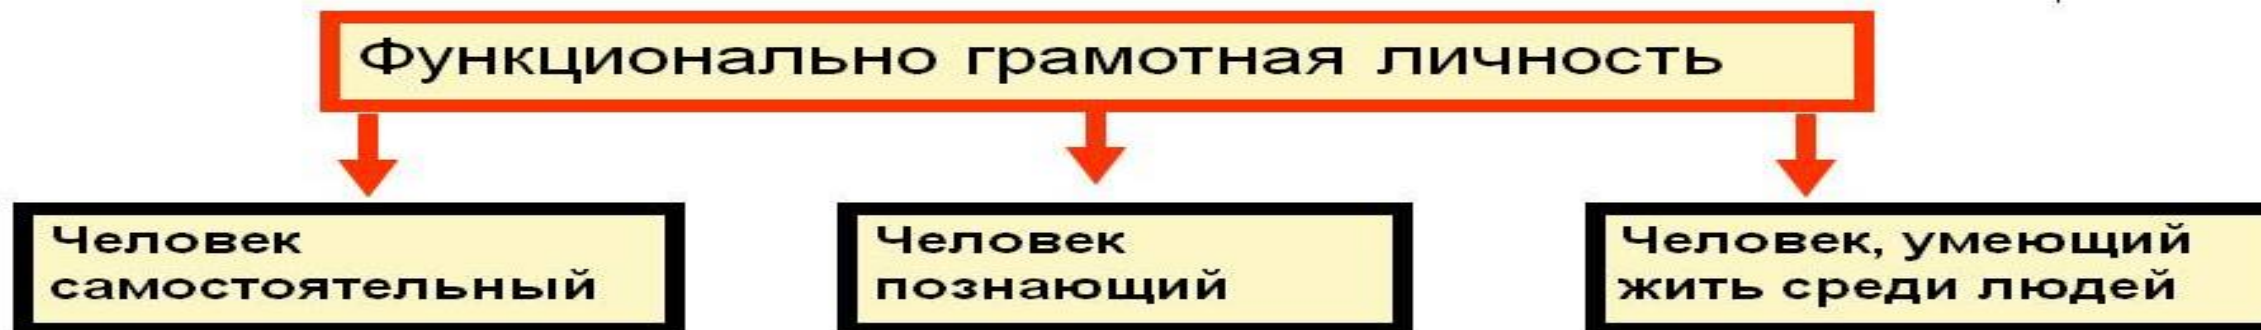 Функционально грамотная личность
Человек
самостоятельный
Человек
познающий
Человек, умеющий
жить среди людей